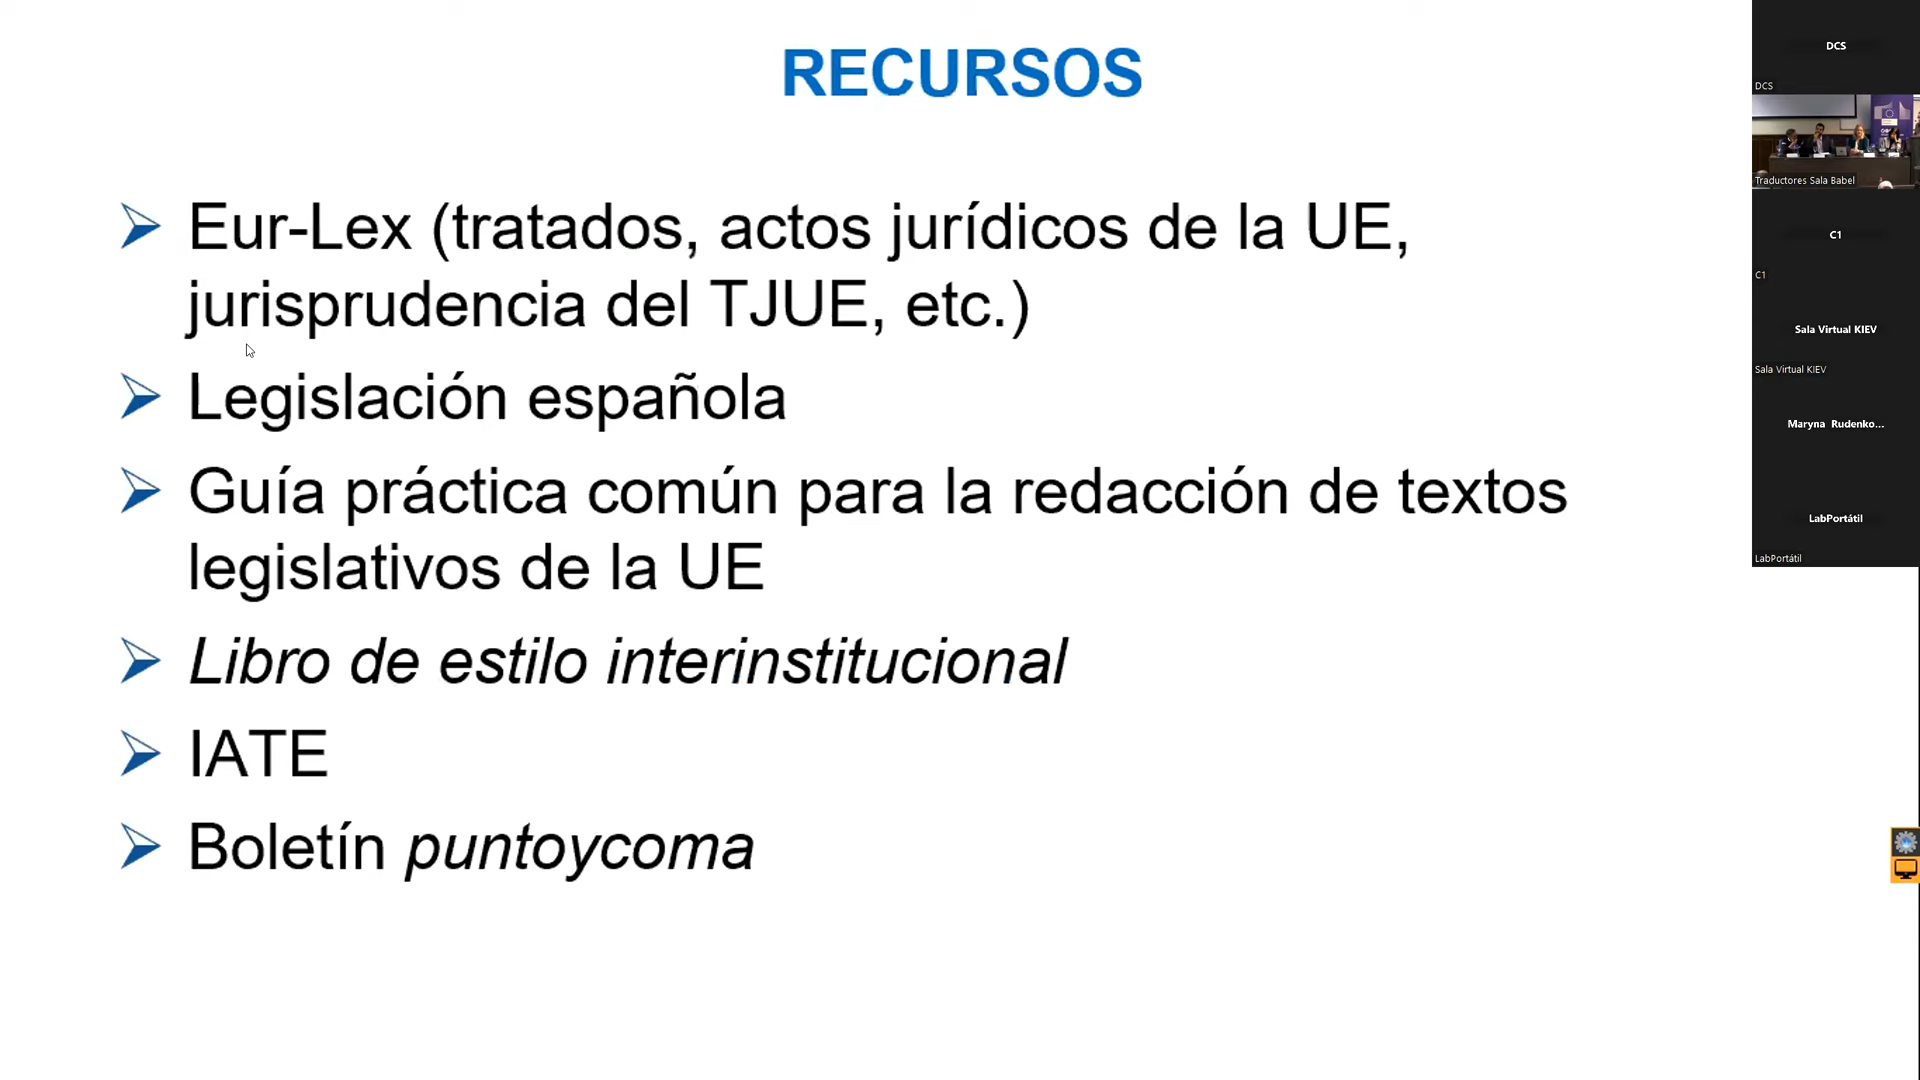 RECURSOS
Eur-Lex (tratados, actos jurídicos de la UE,
jurisprudencia del TJUE, etc.)
Legislación española
Guía práctica común para la redacción de textos
legislativos de la UE
Libro de estilo interinstitucional
IATE
Boletín puntoycoma
DCS
DCS
Traductores Sala Babel
C1
C1
Sala Virtual KIEV
Sala Virtual KIEV
Maryna Rudenko...
LabPortátil
LabPortátil